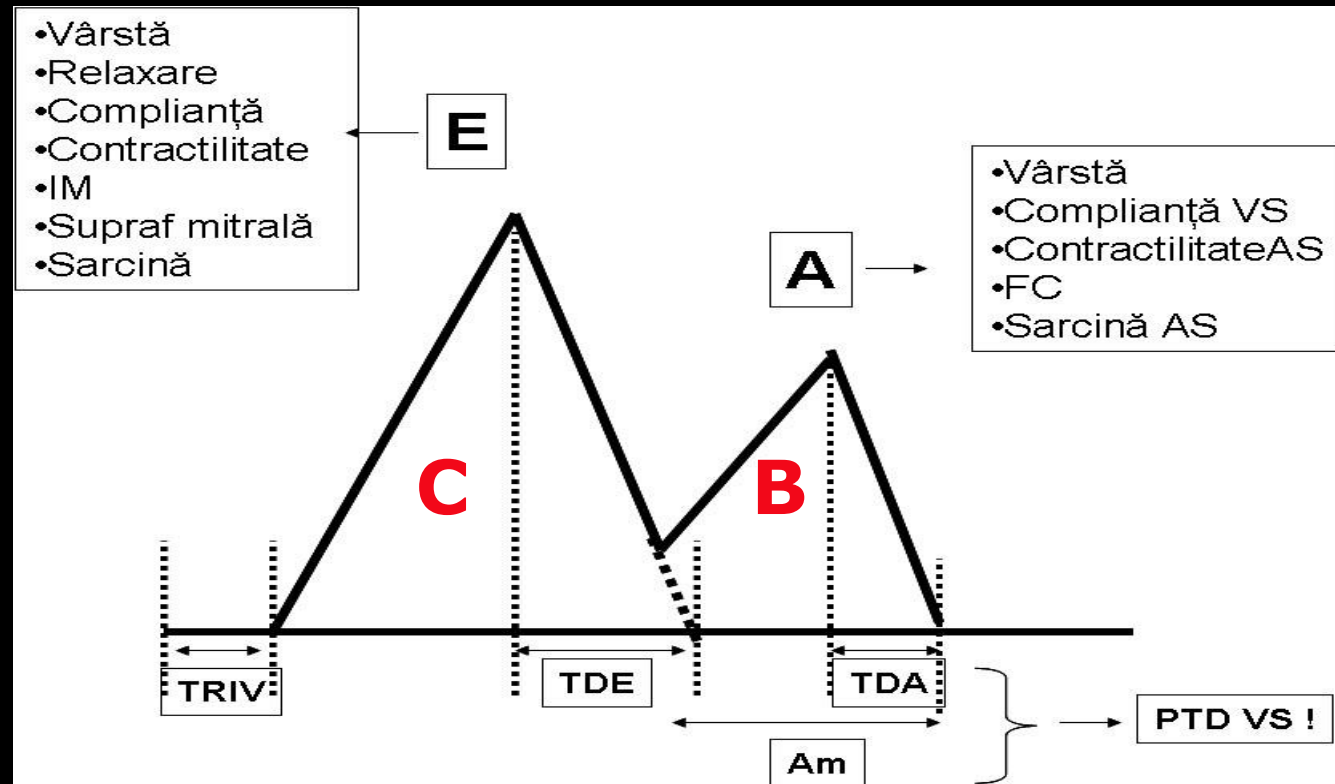 •Vârstă
•Relaxare
•Complianță
•Contractilitate
•IM
•Supraf mitrală
•Sarcină
E
A
•Vârstă
•Complianță VS
•ContractilitateAS
•FC
•Sarcină AS
C
B
TRIV
TDE
TDA
Am
PTD VS !